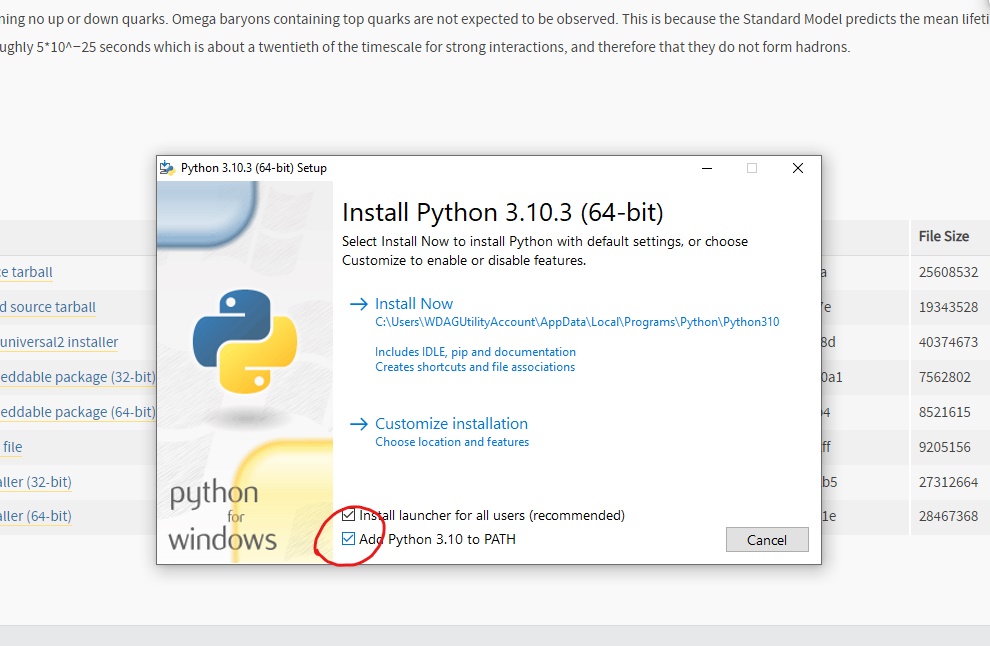 ning no up or down quarks. Omega baryons containing top quarks are not expected to be observed. This is because the Standard Model predicts the mean lifeti
ughly 5*10^−25 seconds which is about a twentieth of the timescale for strong interactions, and therefore that they do not form hadrons.
Python 3.10.3 (64-bit) Setup
Install Python 3.10.3 (64-bit)
Select Install Now to install Python with default settings, or choose
Customize to enable or disable features.
Install Now
C:\Users\WDAGUtilityAccount\AppData\Local\Programs\Python\Python310
Includes IDLE, pip and documentation
Creates shortcuts and file associations
Customize installation
Choose location and features
python
for
windows
Install launcher for all users (recommended)
Add Python 3.10 to PATH
Cancel
File Size
e tarball
a
25608532
d source tarball
19343528
universal2 installer
8d
40374673
eddable package (32-bit)
0a1
7562802
eddable package (64-bit)
8521615
file
ff
9205156
ller (32-bit)
b5
27312664
ller (64-bit)
1e
28467368